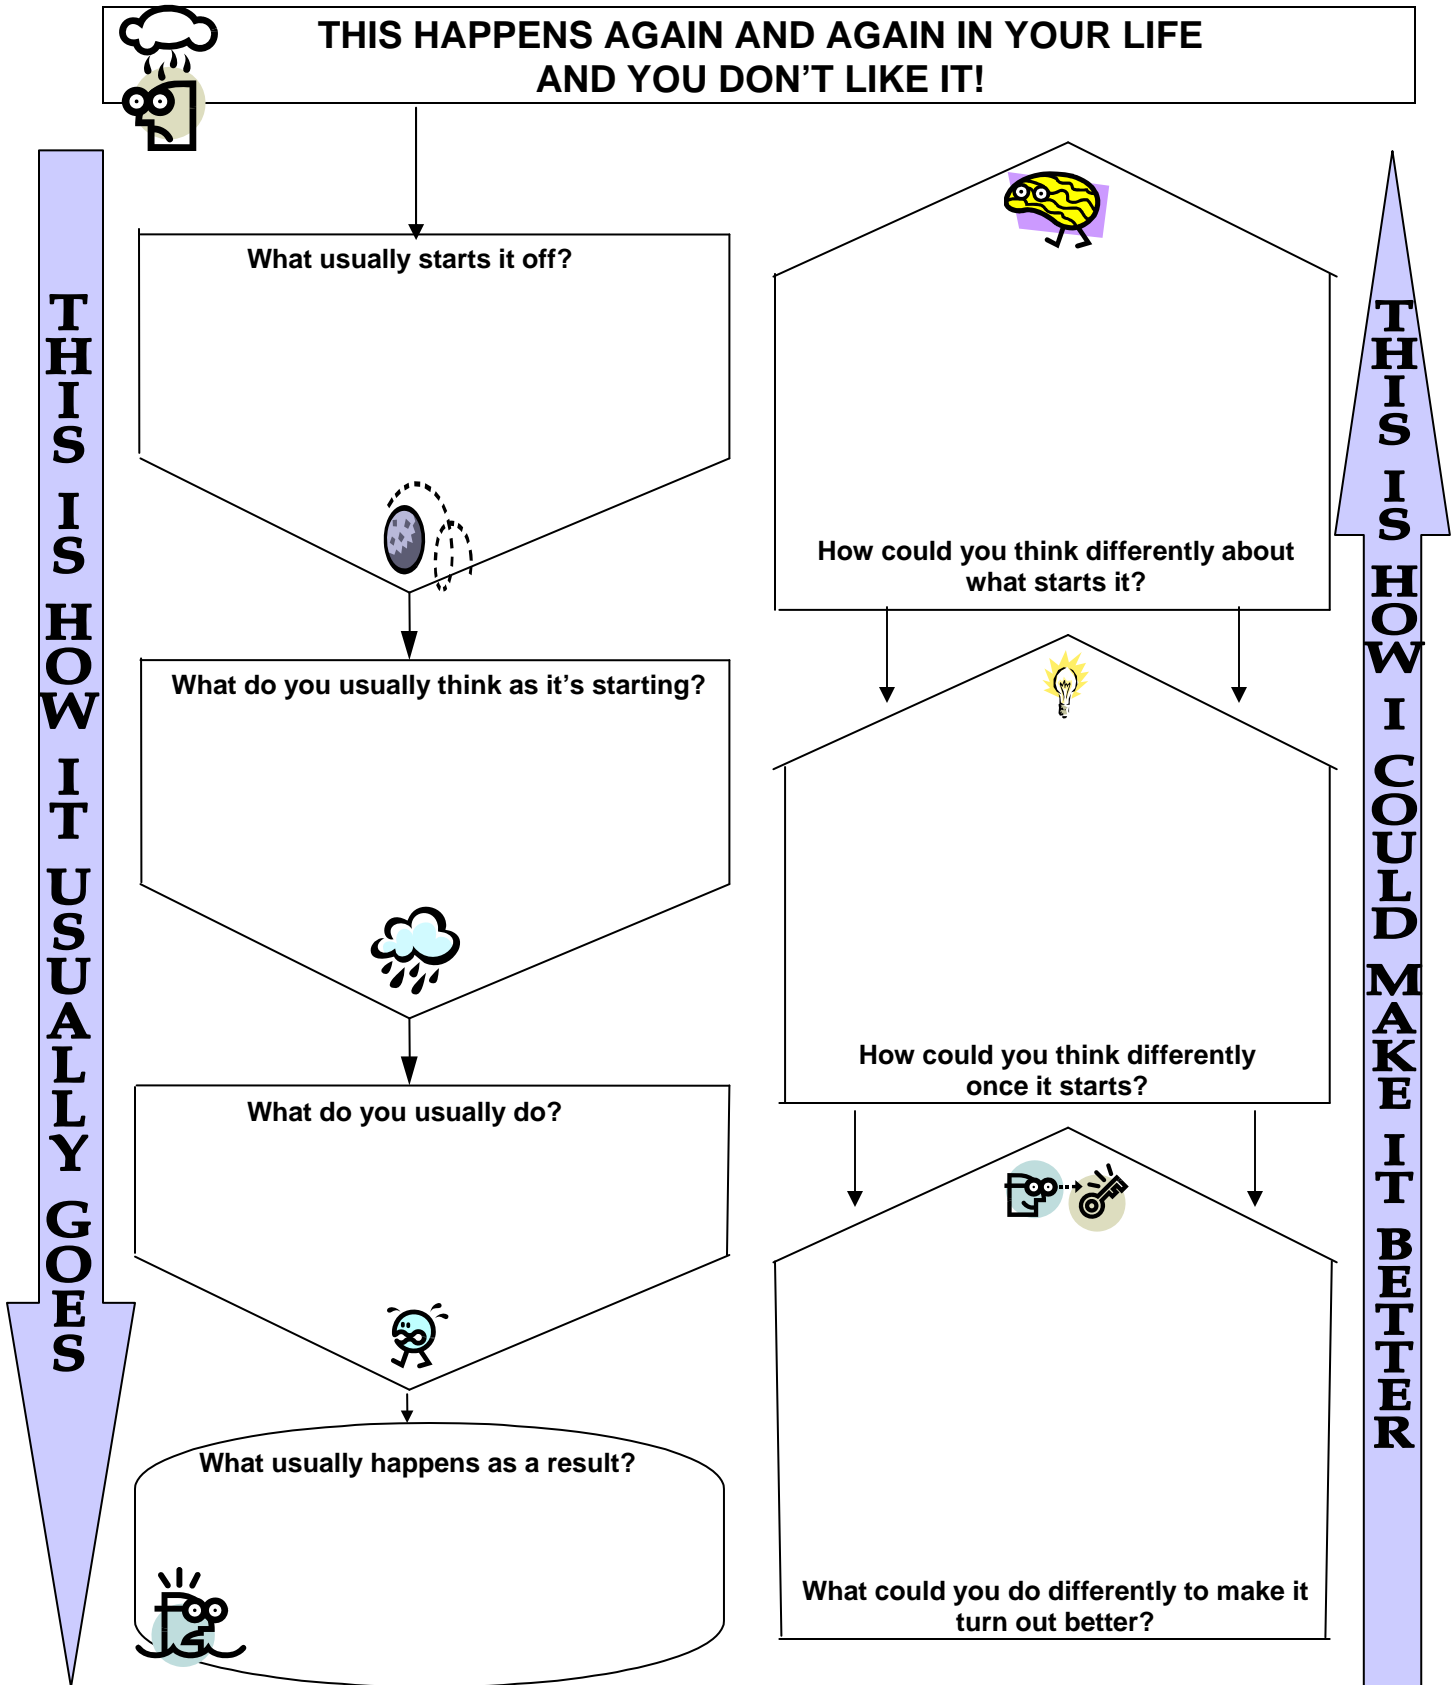 THIS HAPPENS AGAIN AND AGAIN IN YOUR LIFE
AND YOU DON'T LIKE IT!
THIS IS HOW IT USUALLY GOES
What usually starts it off?
What do you usually think as it's starting?
What do you usually do?
What usually happens as a result?
How could you think differently about
what starts it?
How could you think differently
once it starts?
What could you do differently to make it
turn out better?
THIS IS HOW I COULD MAKE IT BETTER